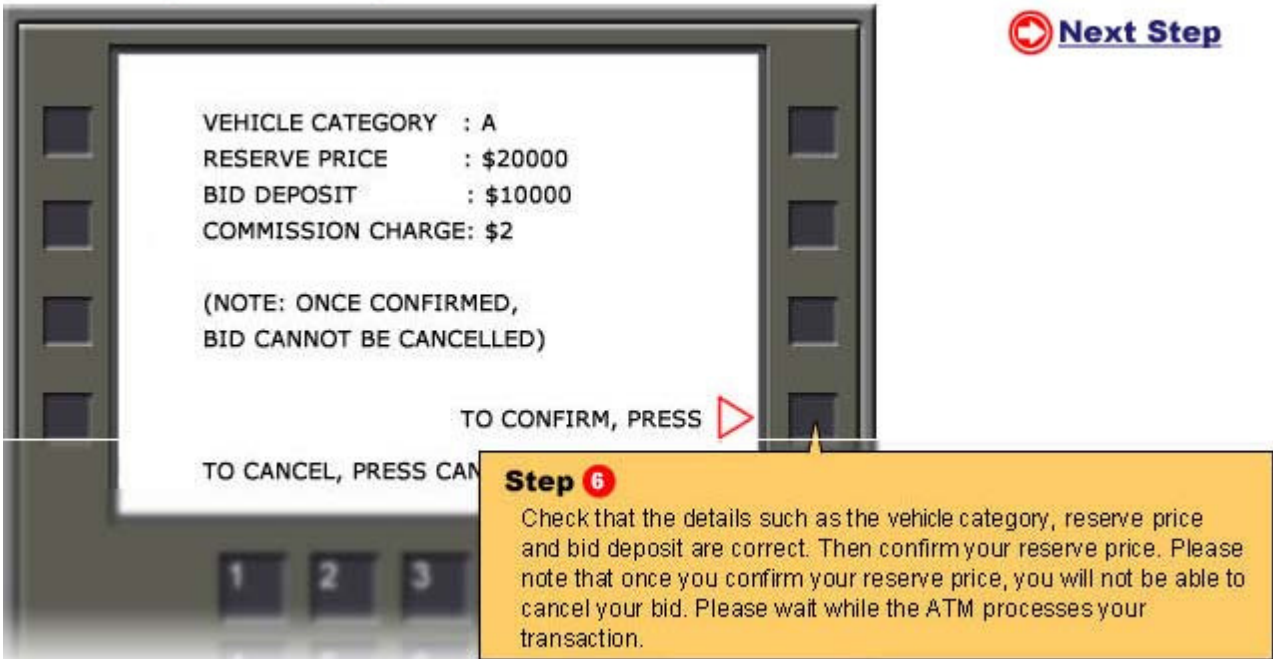 Next Step
VEHICLE CATEGORY : A
RESERVE PRICE : $20000
BID DEPOSIT : $10000
COMMISSION CHARGE: $2
(NOTE: ONCE CONFIRMED,
BID CANNOT BE CANCELLED)
TO CONFIRM, PRESS
TO CANCEL, PRESS CAN
Step 6
Check that the details such as the vehicle category, reserve price
and bid deposit are correct. Then confirm your reserve price. Please
note that once you confirm your reserve price, you will not be able to
cancel your bid. Please wait while the ATM processes your
transaction.
1 2 3